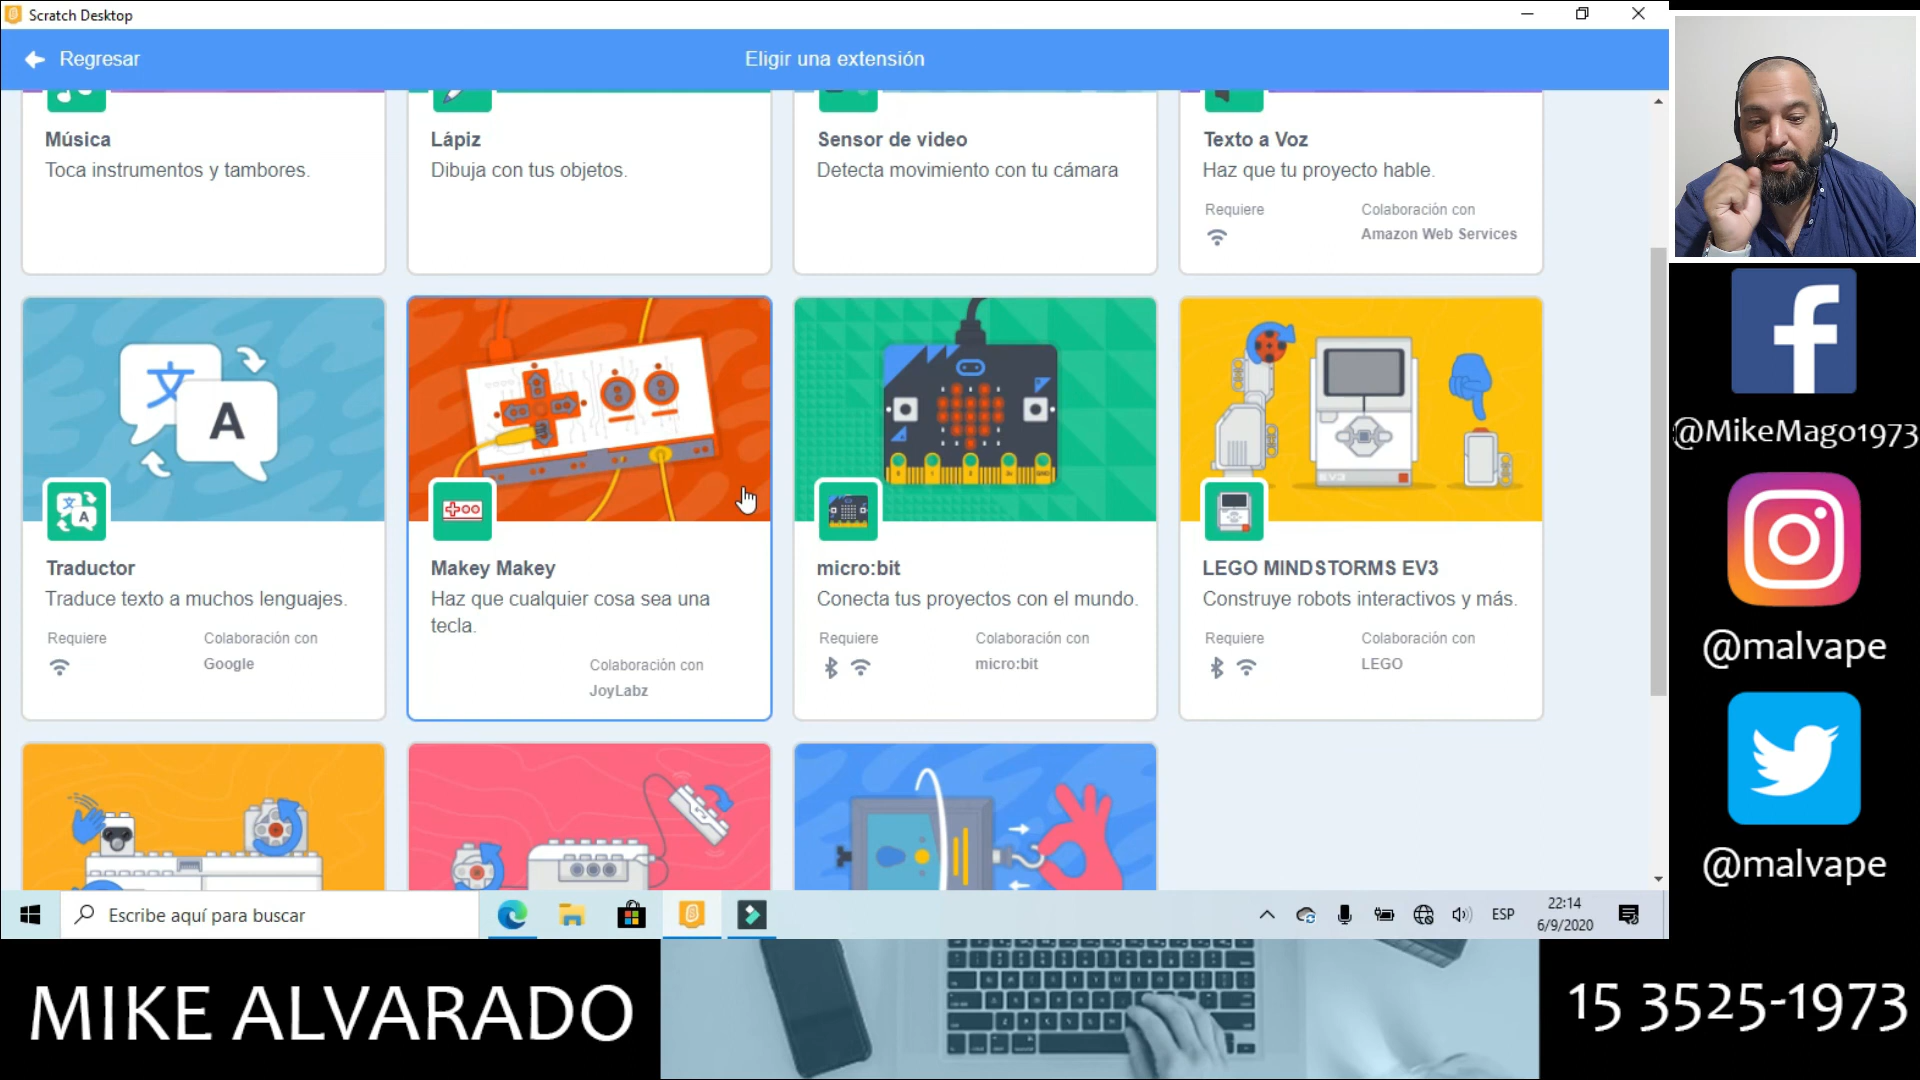 Scratch Desktop
Regresar
Eligir una extensión
Música
Toca instrumentos y tambores.
Lápiz
Dibuja con tus objetos.
Sensor de video
Detecta movimiento con tu cámara
Texto a Voz
Haz que tu proyecto hable.
Requiere
Colaboración con
Amazon Web Services
文
A
文
A
Traductor
Traduce texto a muchos lenguajes.
Requiere
Colaboración con
Google
Makey Makey
Haz que cualquier cosa sea una
tecla.
Colaboración con
JoyLabz
micro:bit
Conecta tus proyectos con el mundo.
Requiere
Colaboración con
micro:bit
EV3
LEGO MINDSTORMS EV3
Construye robots interactivos y más.
Requiere
Colaboración con
LEGO
Escribe aquí para buscar
ESP
22:14
6/9/2020
@MikeMago1973
@malvape
@malvape
MIKE ALVARADO
15 3525-1973